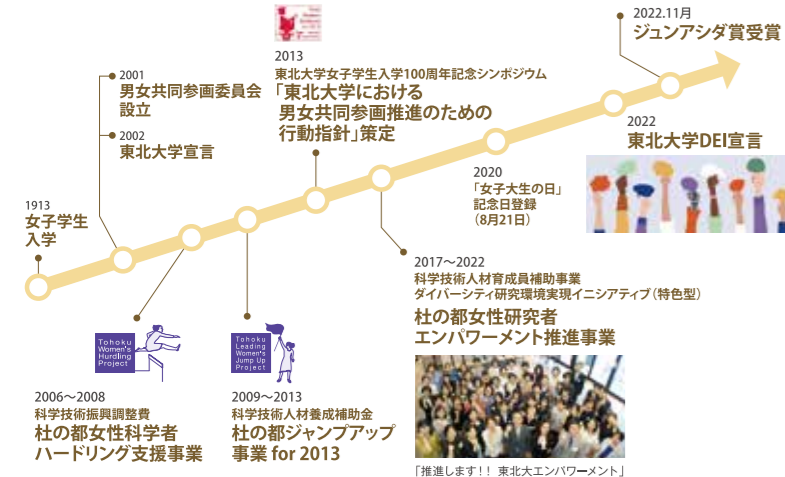 1913
女子学生
入学
2001
男女共同参画委員会
設立
2002
東北大学宣言
Tohoku
Women's
Hurdling
Project
2006～2008
科学技術振興調整費
杜の都女性科学者
ハードリング支援事業
Tohoku
Leading
Women's
Jump Up
Project
2009～2013
科学技術人材養成補助金
杜の都ジャンプアップ
事業 for 2013
2013
東北大学女子学生入学100周年記念シンポジウム
「東北大学における
男女共同参画推進のための
行動指針」策定
2017～2022
科学技術人材育成員補助事業
ダイバーシティ研究環境実現イニシアティブ（特色型）
杜の都女性研究者
エンパワーメント推進事業
「推進します！！ 東北大エンパワーメント」
2020
「女子大生の日」
記念日登録
（8月21日）
2022
東北大学DEI宣言
2022.11月
ジュンアシダ賞受賞